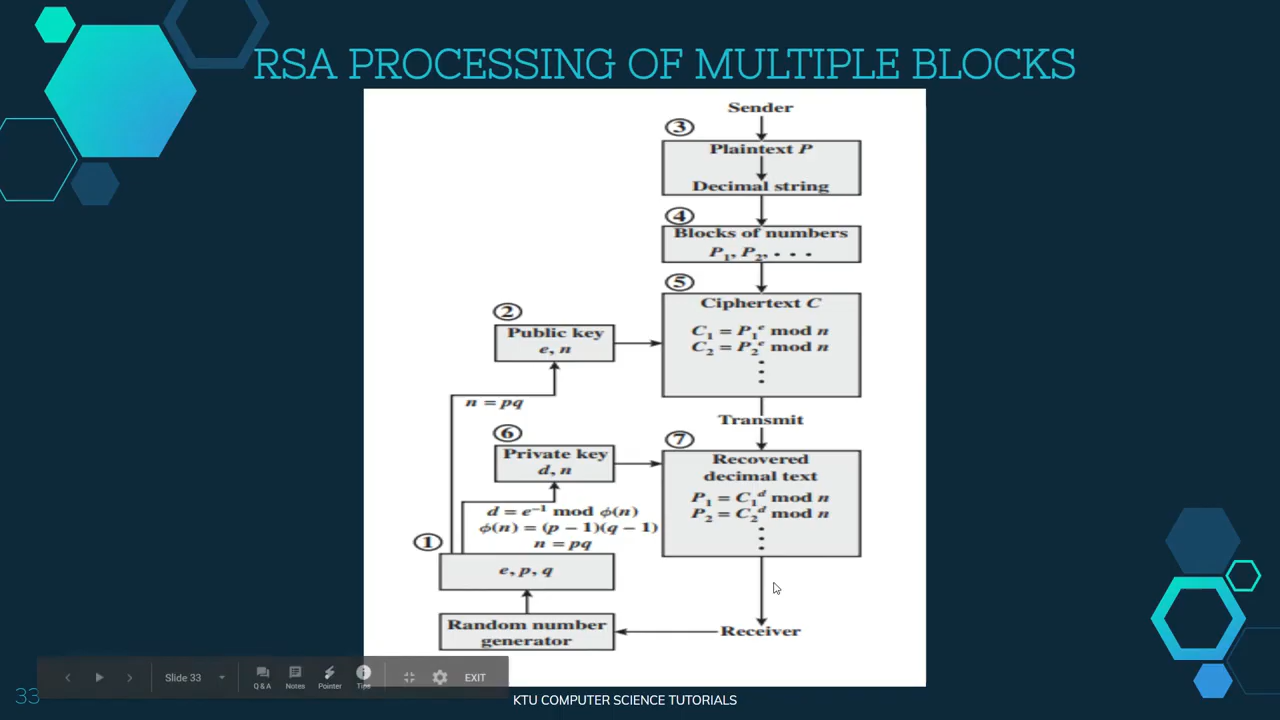 RSA PROCESSING OF MULTIPLE BLOCKS
Sender
③
Plaintext P
Decimal string
④
Blocks of numbers
P₁, P₂, • • •
⑤
Ciphertext C
C₁ = P₁ᵉ mod n
C₂ = P₂ᵉ mod n
②
Public key
e, n
n = pq
Transmit
⑥
Private key
d, n
⑦
Recovered
decimal text
P₁ = C₁ᵈ mod n
P₂ = C₂ᵈ mod n
d = e⁻¹ mod ϕ(n)
ϕ(n) = (p − 1)(q − 1)
n = pq
①
e, p, q
Random number
generator
Receiver
Slide 33
Q & A
Notes
Pointer
Tips
EXIT
33
KTU COMPUTER SCIENCE TUTORIALS